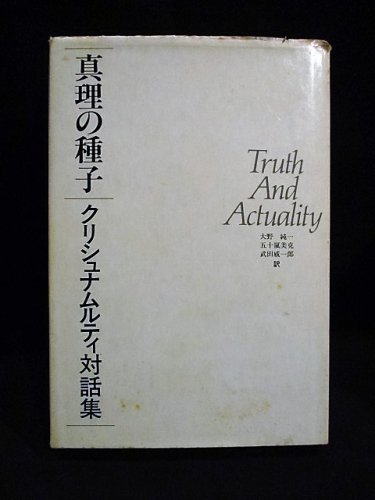 真理の種子
クリシュナムルティ対話集
Truth
And
Actuality
大野 純一
五十嵐美克
武田威一郎
訳